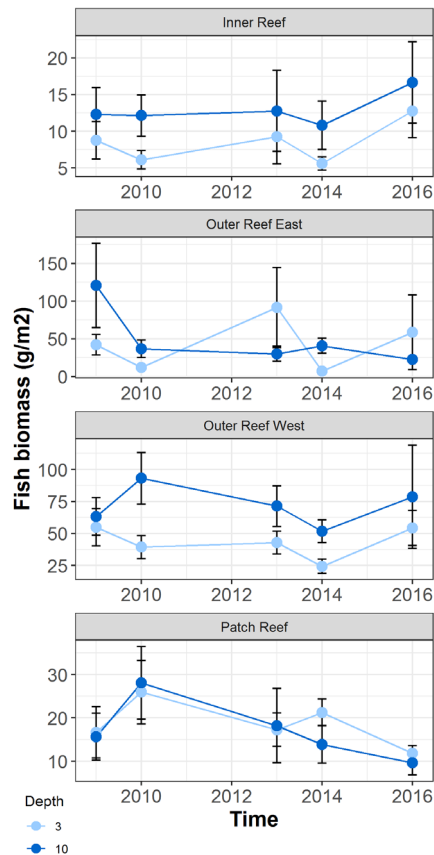 Inner Reef
20
15
10
5
2010 2012 2014 2016
Outer Reef East
150
100
50
0
2010 2012 2014 2016
Fish biomass (g/m2)
Outer Reef West
100
75
50
25
2010 2012 2014 2016
Patch Reef
30
20
10
2010 2012 2014 2016
Time
Depth
3
10